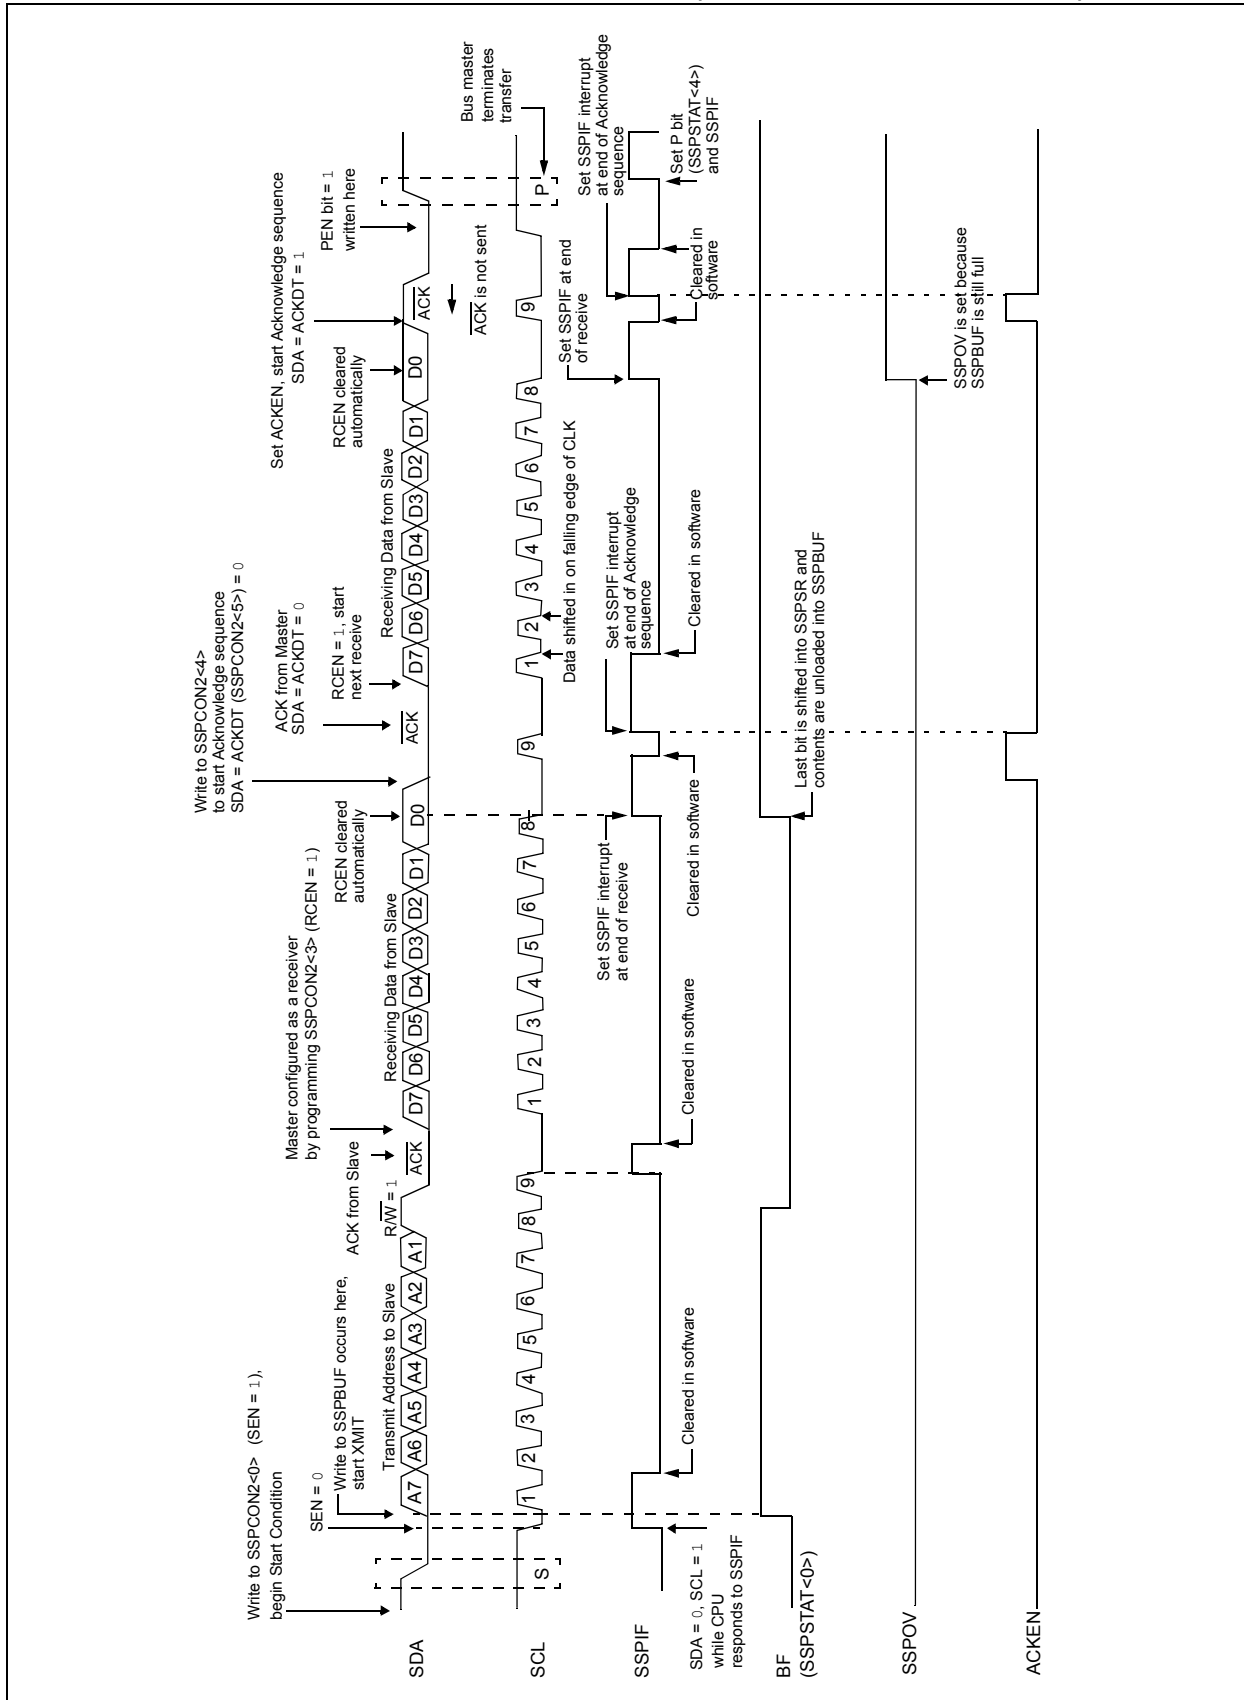 Write to SSPCON2<0> (SEN = 1),
begin Start Condition
SEN = 0
Write to SSPBUF occurs here,
start XMIT
Transmit Address to Slave
ACK from Slave
R/W = 1
Master configured as a receiver
by programming SSPCON2<3> (RCEN = 1)
Receiving Data from Slave
RCEN cleared
automatically
Write to SSPCON2<4>
to start Acknowledge sequence
SDA = ACKDT (SSPCON2<5>) = 0
ACK from Master
SDA = ACKDT = 0
RCEN = 1, start
next receive
Receiving Data from Slave
RCEN cleared
automatically
Set ACKEN, start Acknowledge sequence
SDA = ACKDT = 1
PEN bit = 1
written here
SDA
A7 A6 A5 A4 A3 A2 A1 ACK D7 D6 D5 D4 D3 D2 D1 D0 ACK D7 D6 D5 D4 D3 D2 D1 D0 ACK
ACK is not sent
Bus master
terminates
transfer
SCL
S 1 2 3 4 5 6 7 8 9 1 2 3 4 5 6 7 8 9 1 2 3 4 5 6 7 8 9 P
Data shifted in on falling edge of CLK
Set SSPIF interrupt
at end of receive
Set SSPIF interrupt
at end of Acknowledge
sequence
Set SSPIF at end
of receive
Set SSPIF interrupt
at end of Acknowledge
sequence
SSPIF
SDA = 0, SCL = 1
while CPU
responds to SSPIF
Cleared in software
Cleared in software
Cleared in software
Cleared in software
Cleared in
software
Set P bit
(SSPSTAT<4>)
and SSPIF
BF
(SSPSTAT<0>)
Last bit is shifted into SSPSR and
contents are unloaded into SSPBUF
SSPOV
SSPOV is set because
SSPBUF is still full
ACKEN